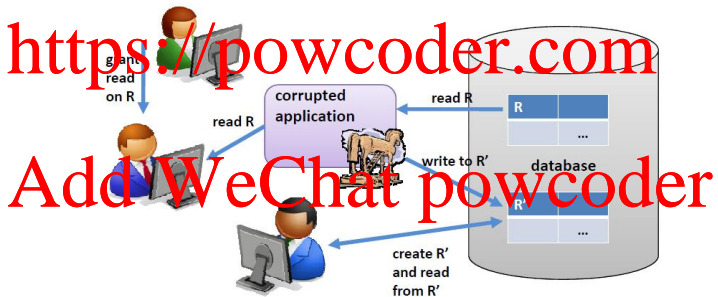 https://powcoder.com
grant
read
on R
corrupted
application
read R
read R
R
...
write to R’
database
Add WeChat powcoder
R’
...
create R’
and read
from R’